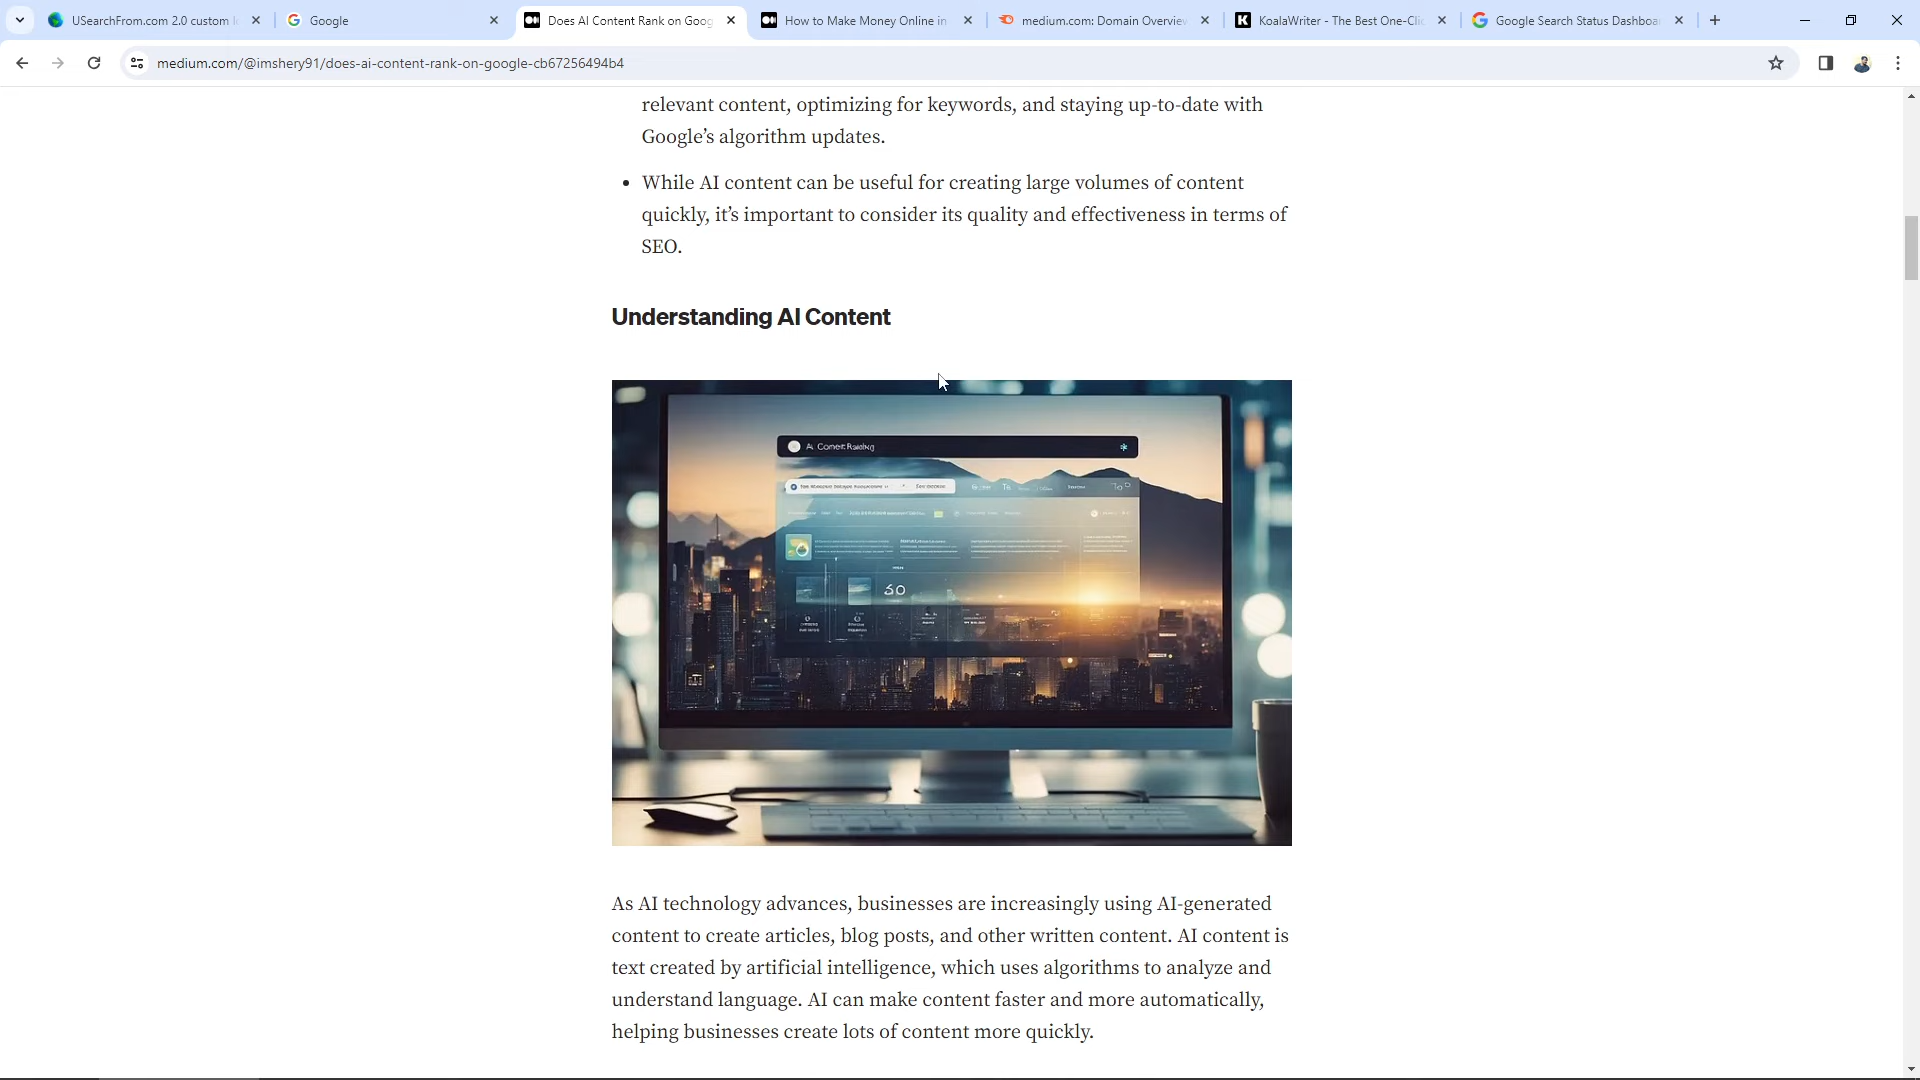 USearchFrom.com 2.0 custom l
Google
Does AI Content Rank on Goog
How to Make Money Online in
medium.com: Domain Overview
KoalaWriter - The Best One-Clic
Google Search Status Dashboa
medium.com/@imshery91/does-ai-content-rank-on-google-cb67256494b4
relevant content, optimizing for keywords, and staying up-to-date with
Google’s algorithm updates.
• While AI content can be useful for creating large volumes of content
quickly, it’s important to consider its quality and effectiveness in terms of
SEO.
Understanding AI Content
As AI technology advances, businesses are increasingly using AI-generated
content to create articles, blog posts, and other written content. AI content is
text created by artificial intelligence, which uses algorithms to analyze and
understand language. AI can make content faster and more automatically,
helping businesses create lots of content more quickly.